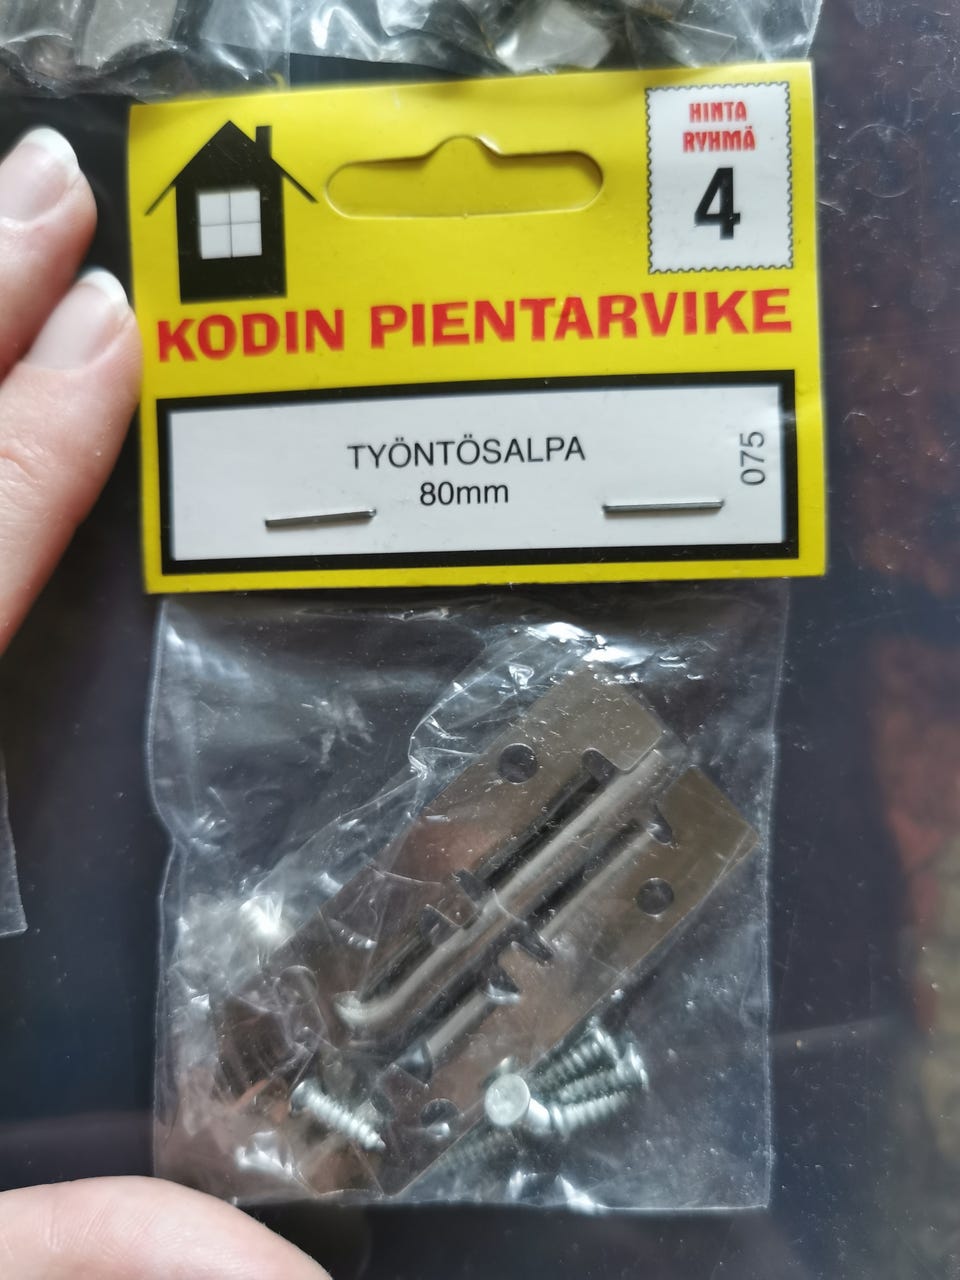 HINTA
RYHMÄ
4
KODIN PIENTARVIKE
TYÖNTÖSALPA
80mm
075